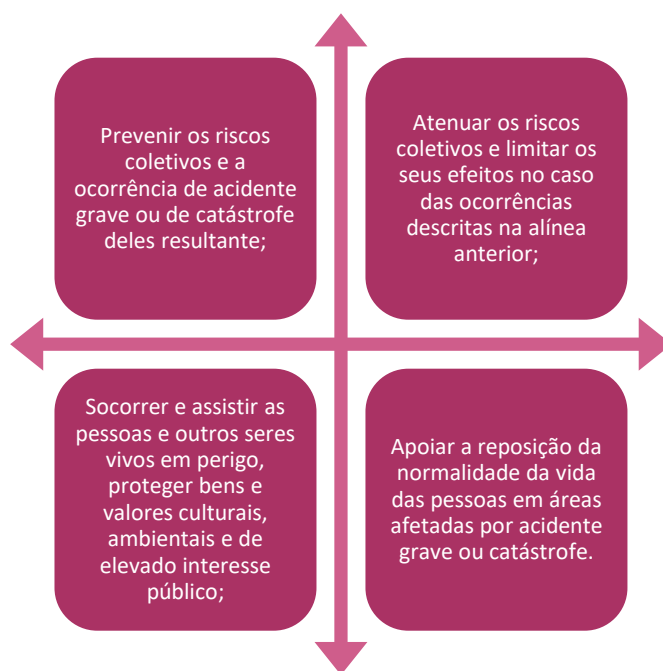 Prevenir os riscos
coletivos e a
ocorrência de acidente
grave ou de catástrofe
deles resultante;
Atenuar os riscos
coletivos e limitar os
seus efeitos no caso
das ocorrências
descritas na alínea
anterior;
Socorrer e assistir as
pessoas e outros seres
vivos em perigo,
proteger bens e
valores culturais,
ambientais e de
elevado interesse
público;
Apoiar a reposição da
normalidade da vida
das pessoas em áreas
afetadas por acidente
grave ou catástrofe.